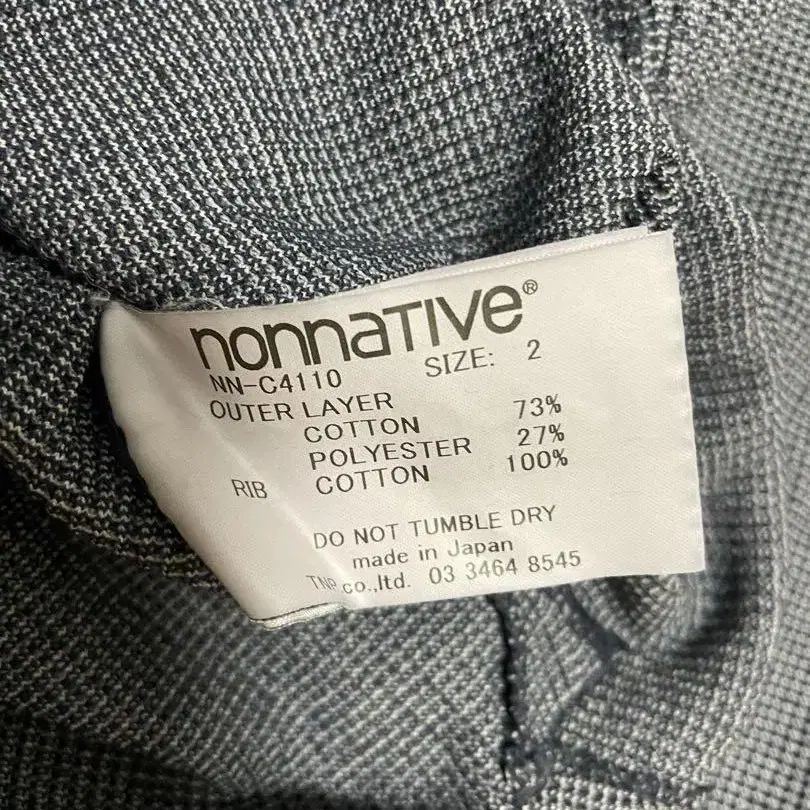 nonnaTIVe®
NN-C4110 SIZE: 2
OUTER LAYER
COTTON 73%
POLYESTER 27%
RIB COTTON 100%
DO NOT TUMBLE DRY
made in Japan
TNP co.,ltd. 03 3464 8545